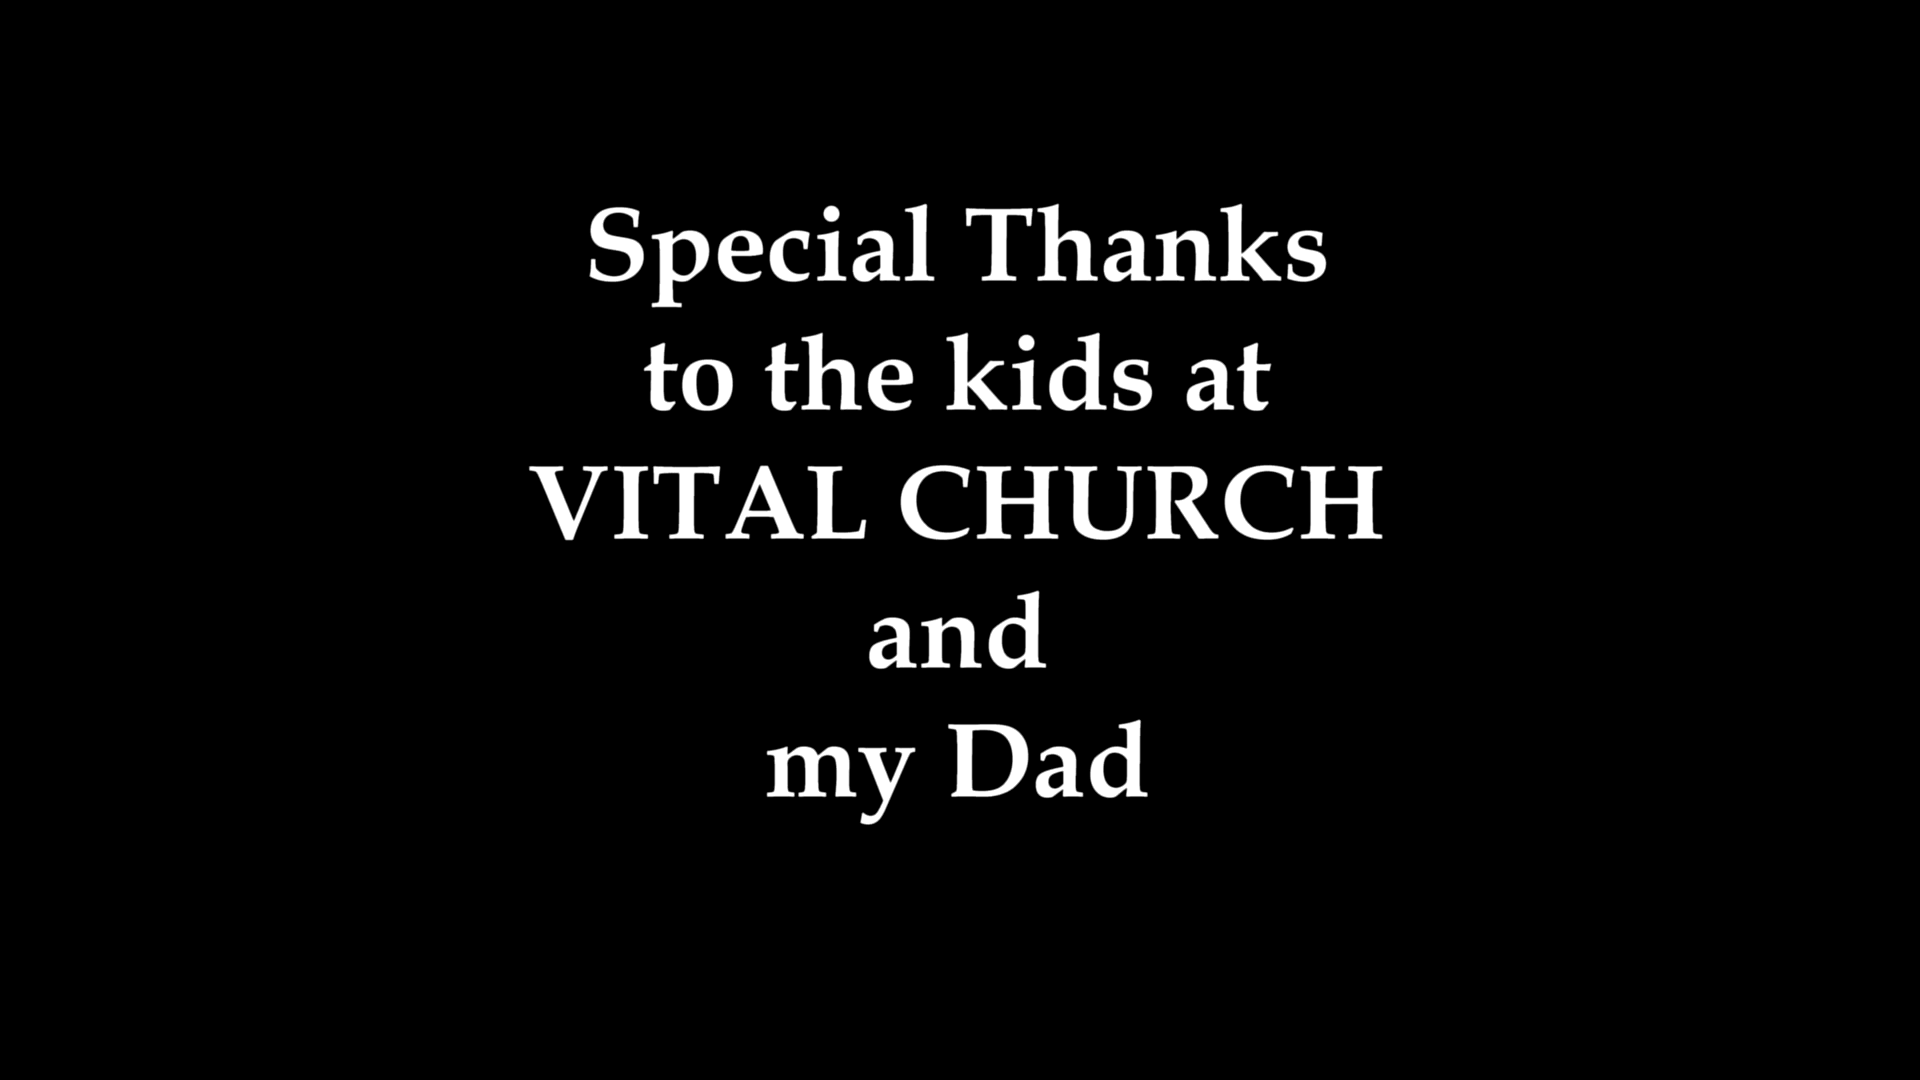 Special Thanks
to the kids at
VITAL CHURCH
and
my Dad